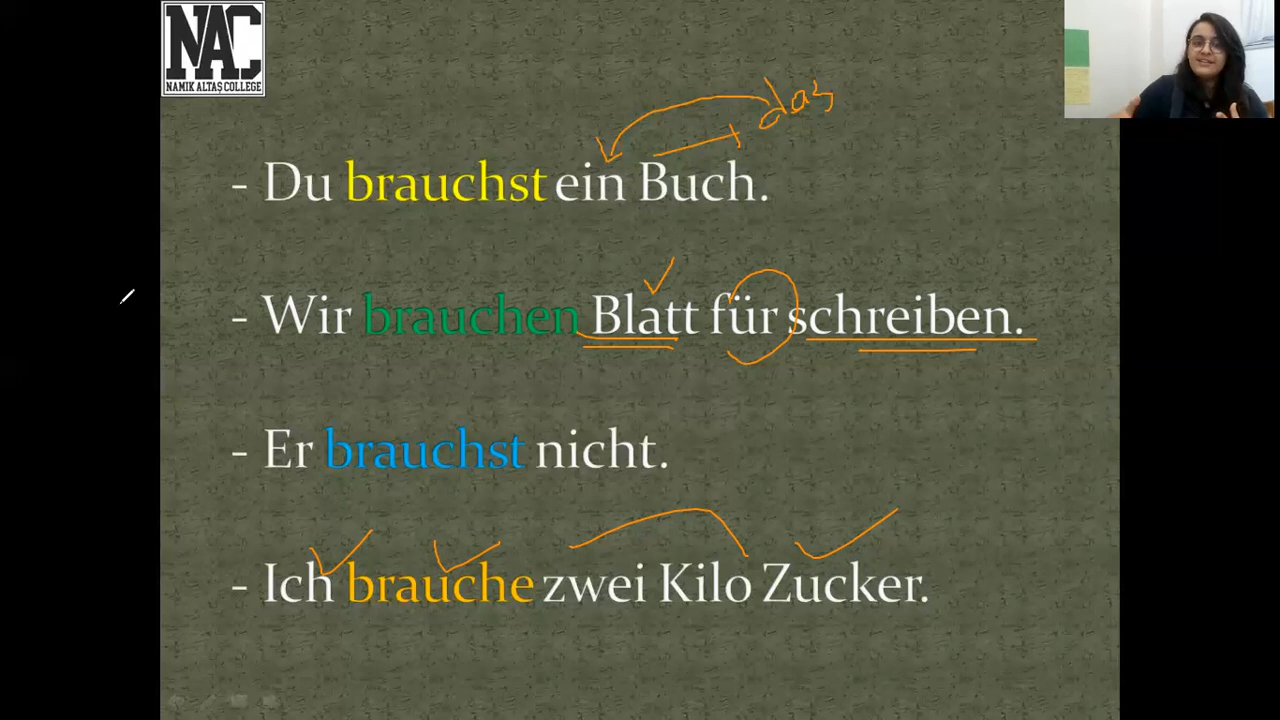 NAC
NAMIK ALTAŞ COLLEGE
das
- Du brauchst ein Buch.
- Wir brauchen Blatt für schreiben.
- Er brauchst nicht.
- Ich brauche zwei Kilo Zucker.